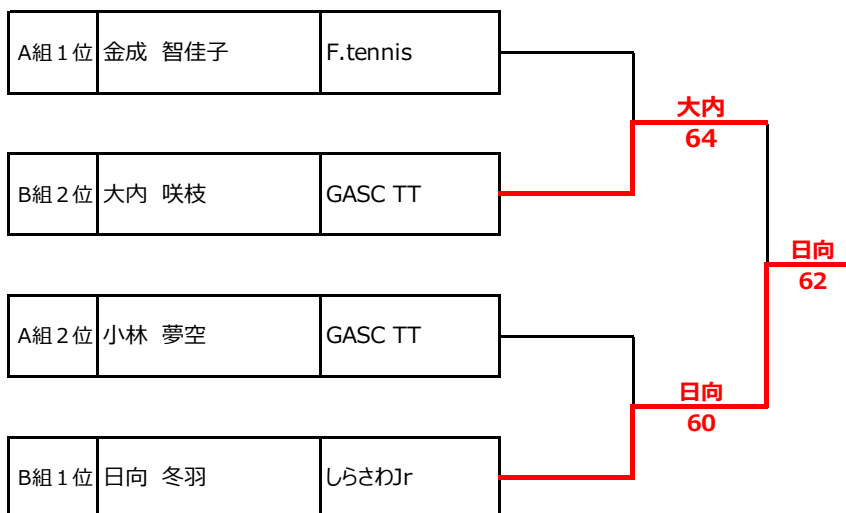 A組１位 金成　智佳子 F.tennis
大内
64
B組２位 大内　咲枝 GASC TT
日向
62
A組２位 小林　夢空 GASC TT
日向
60
B組１位 日向　冬羽 しらさわJr